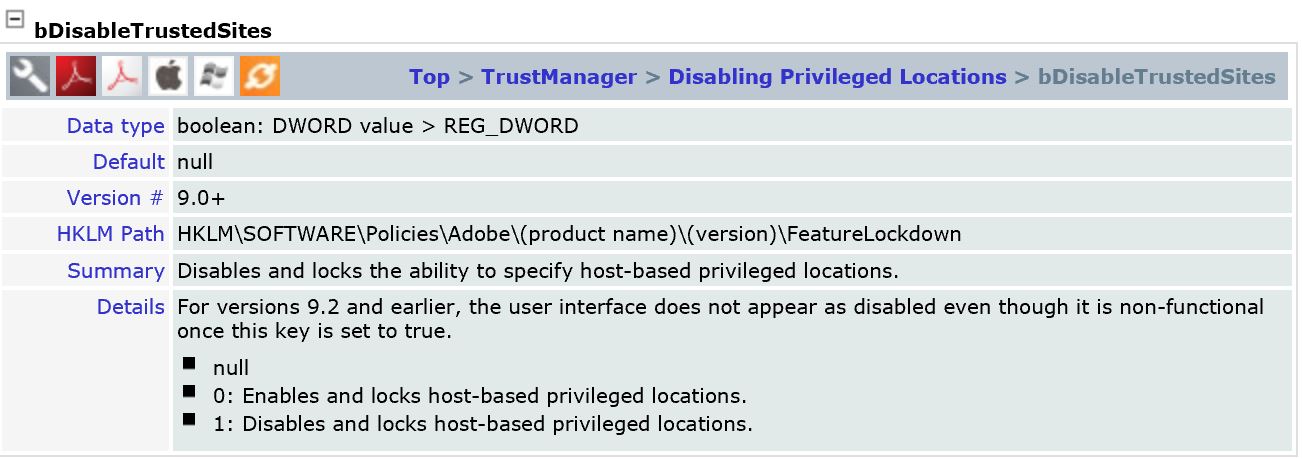 bDisableTrustedSites
Top > TrustManager > Disabling Privileged Locations > bDisableTrustedSites
Data type boolean: DWORD value > REG_DWORD
Default null
Version # 9.0+
HKLM Path HKLM\SOFTWARE\Policies\Adobe\(product name)\(version)\FeatureLockdown
Summary Disables and locks the ability to specify host-based privileged locations.
Details For versions 9.2 and earlier, the user interface does not appear as disabled even though it is non-functional
once this key is set to true.
■ null
■ 0: Enables and locks host-based privileged locations.
■ 1: Disables and locks host-based privileged locations.